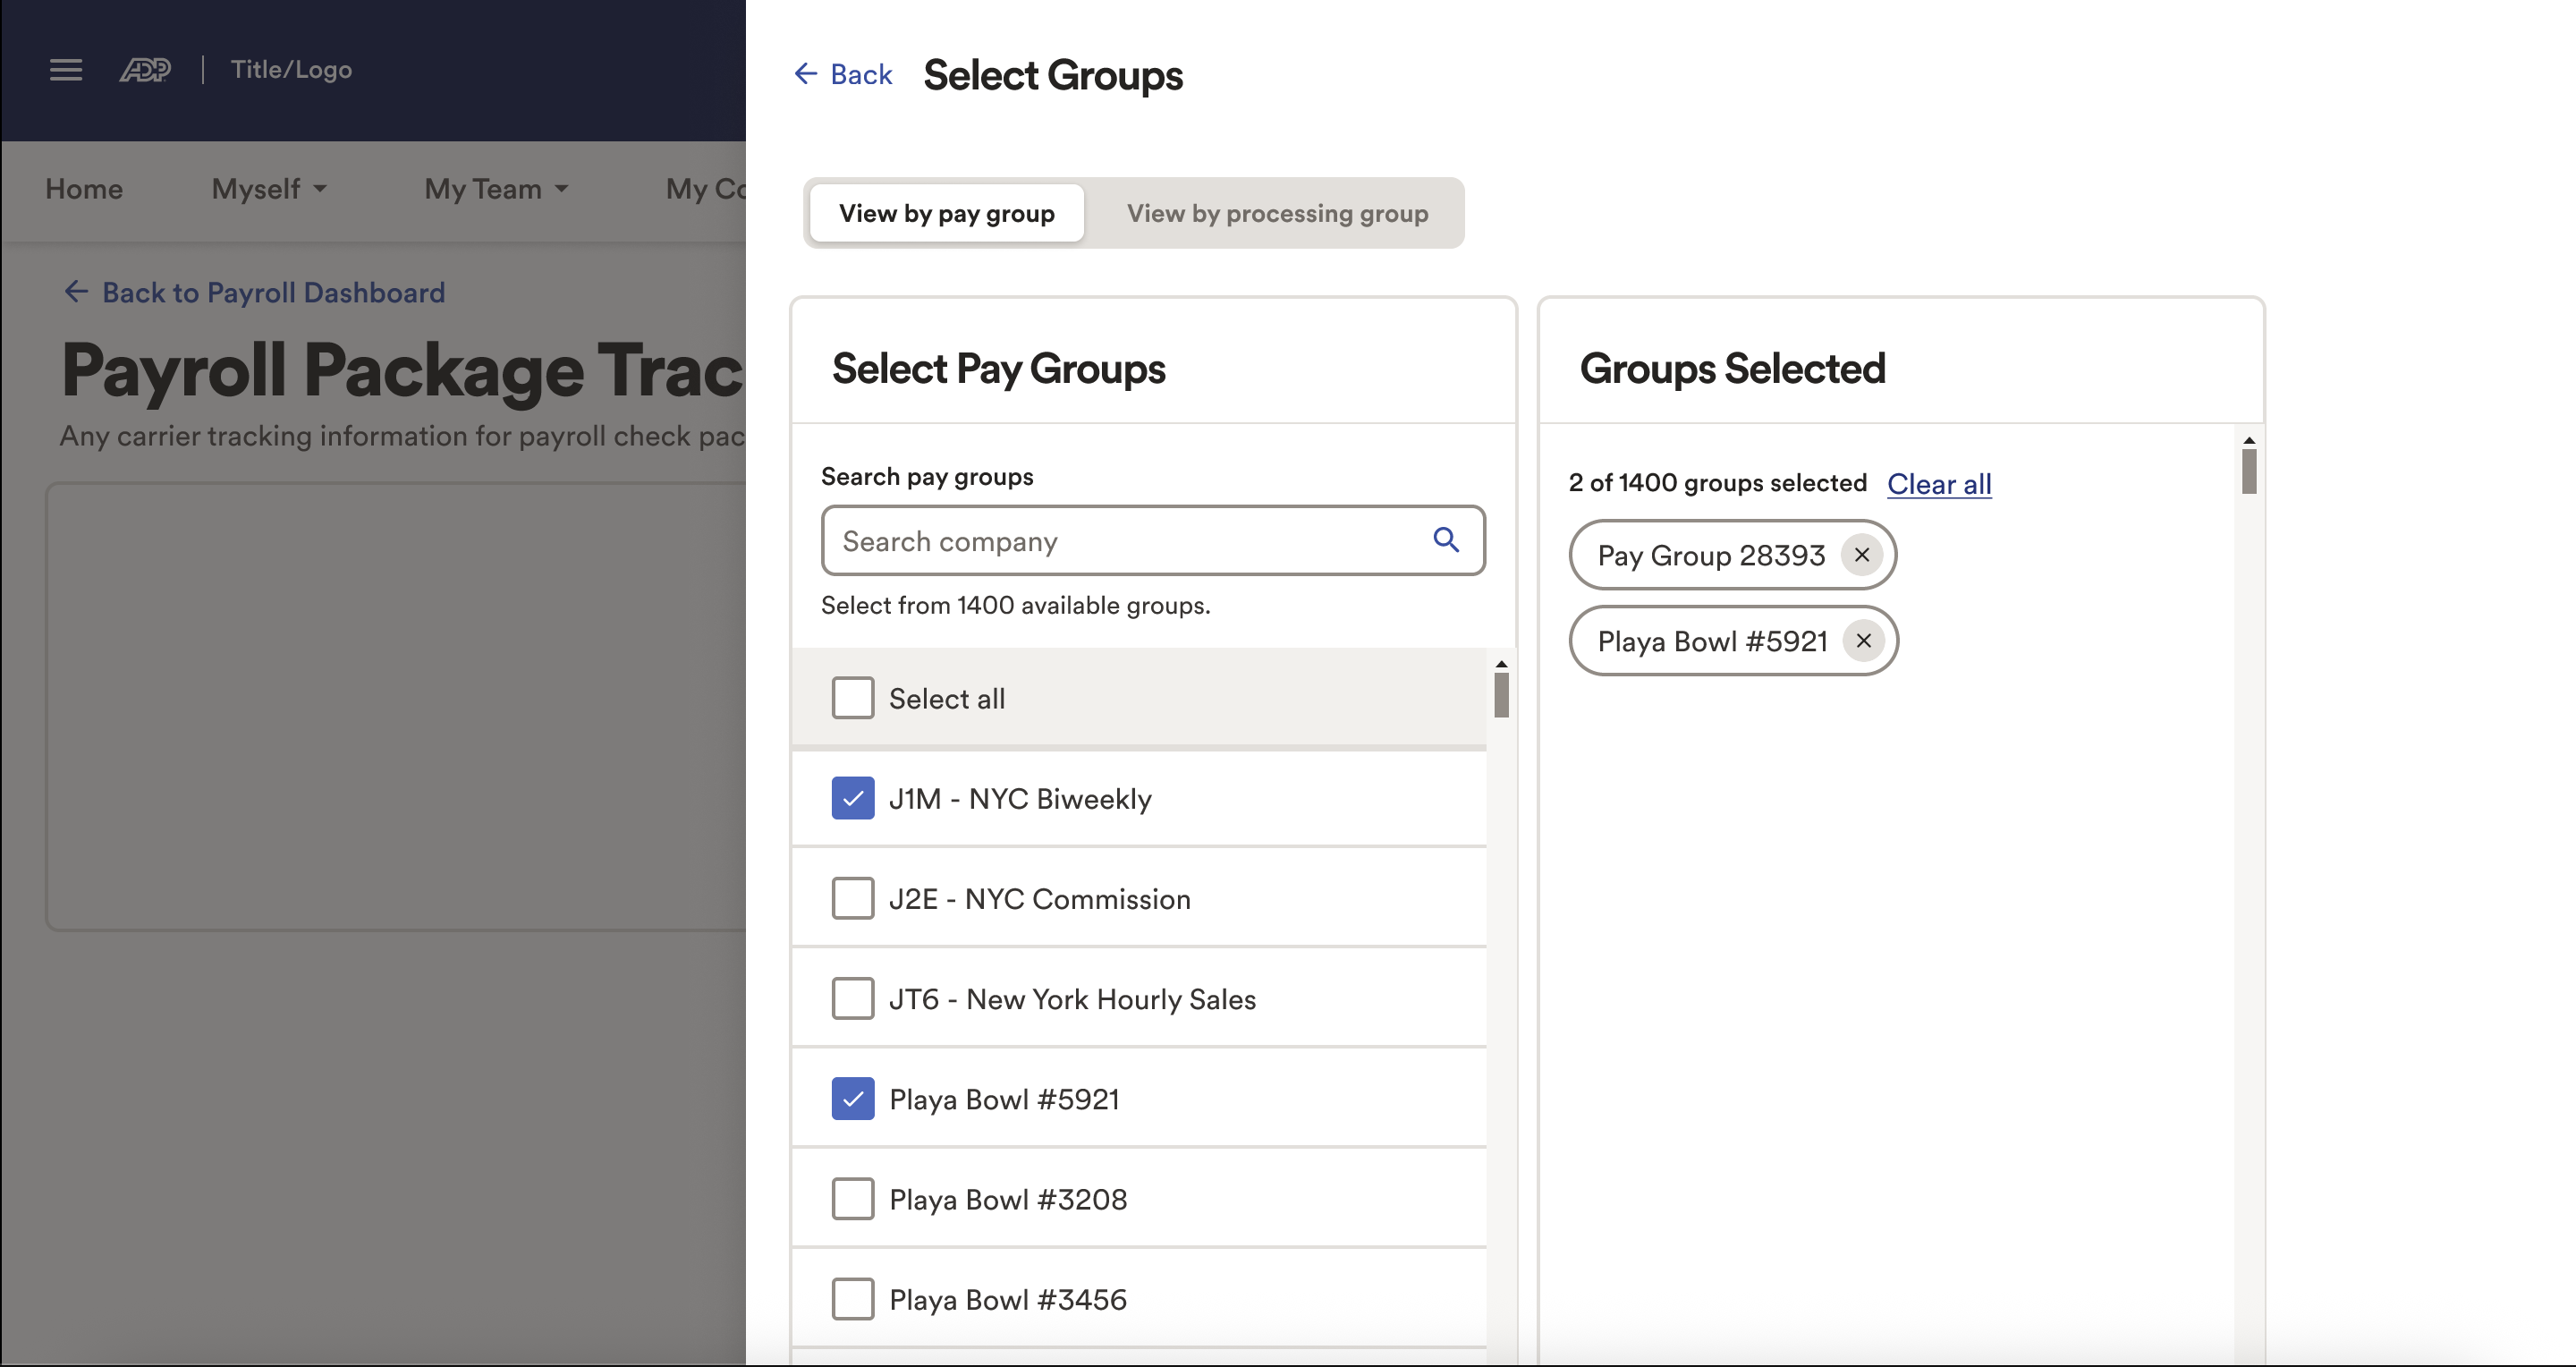 ADP | Title/Logo
Home Myself My Team My Co
Back to Payroll Dashboard
Payroll Package Trac
Any carrier tracking information for payroll check pac
Back Select Groups
View by pay group View by processing group
Select Pay Groups
Search pay groups
Search company
Select from 1400 available groups.
Select all
J1M - NYC Biweekly
J2E - NYC Commission
JT6 - New York Hourly Sales
Playa Bowl #5921
Playa Bowl #3208
Playa Bowl #3456
Groups Selected
2 of 1400 groups selected Clear all
Pay Group 28393
Playa Bowl #5921